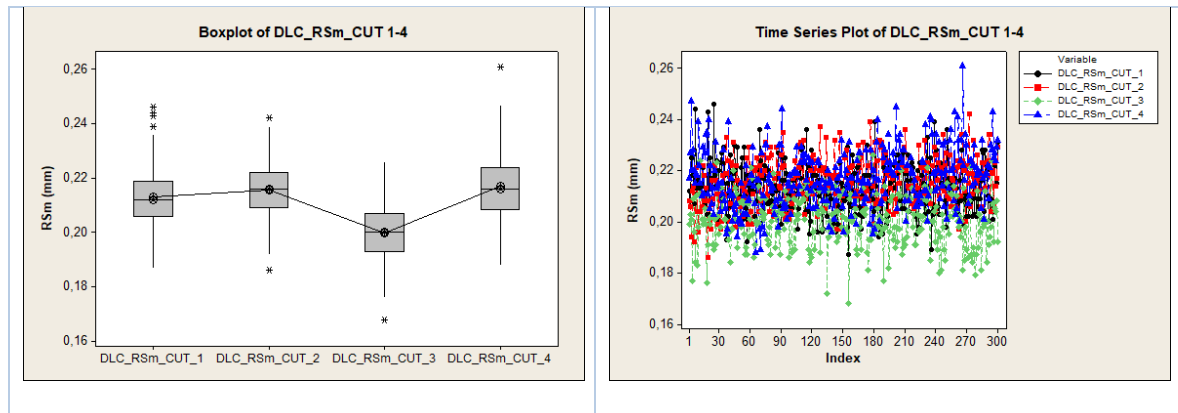 Boxplot of DLC_RSm_CUT 1-4
0,26
0,24
0,22
0,20
0,18
0,16
RSm (mm)
DLC_RSm_CUT_1 DLC_RSm_CUT_2 DLC_RSm_CUT_3 DLC_RSm_CUT_4
Time Series Plot of DLC_RSm_CUT 1-4
0,26
0,24
0,22
0,20
0,18
0,16
RSm (mm)
1 30 60 90 120 150 180 210 240 270 300
Index
Variable
DLC_RSm_CUT_1
DLC_RSm_CUT_2
DLC_RSm_CUT_3
DLC_RSm_CUT_4